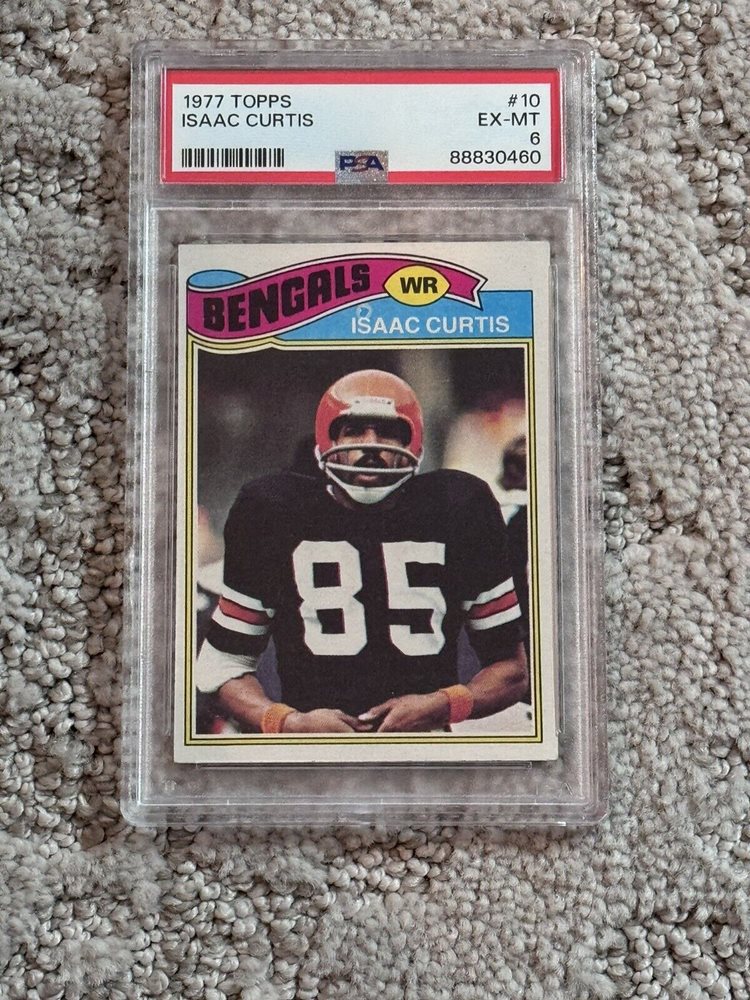 1977 TOPPS #10
ISAAC CURTIS EX-MT
6
PSA 88830460
BENGALS WR
ISAAC CURTIS
85